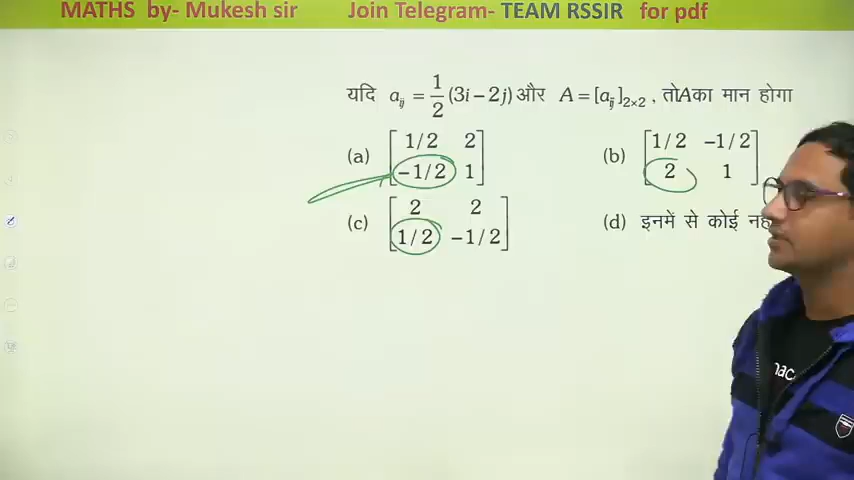 MATHS by- Mukesh sir Join Telegram- TEAM RSSIR for pdf
यदि aᵢⱼ = 1/2 (3i – 2j) और A = [aᵢⱼ]₂ₓ₂ , तो A का मान होगा
(a) [1/2 2
–1/2 1]
(b) [1/2 –1/2
2 1]
(c) [2 2
1/2 –1/2]
(d) इनमें से कोई